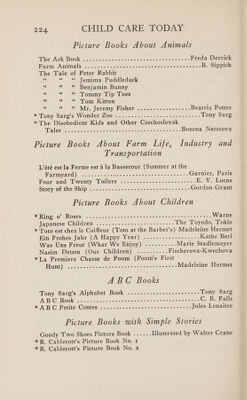 224 CHILD CARE TODAY
Picture Books About Animals
The Ark Book ........ Freda Derrick
Farm Animals ........ B. Sippich
The Tale of Peter Rabbit
" " " Jemima Puddleduck
" " " Benjamin Bunny
" " " Tommy Tip Toes
" " " Tom Kitten
" " " Mr. Jeremy Fisher ........ Beatrix Potter
* Tony Sarg's Wonder Zoo ........ Tony Sarg
* The Disobedient Kids and Other Czechoslovak
Tales ........ Bozena Nemcova
Picture Books About Farm Life, Industry and
Transportation
L'été est la Ferme est à la Bassecour (Summer at the
Farmyard) ........ Garnier, Paris
Four and Twenty Toilers ........ E. V. Lucas
Story of the Ship ........ Gordon Grant
Picture Books About Children
* Ring o' Roses ........ Warne
Japanese Children ........ The Toyodo, Tokio
* Toto est chez le Coiffeur (Toto at the Barber's) Madeleine Hermet
Ein Frohes Jahr (A Happy Year) ........ Kathe Berl
Was Uns Freut (What We Enjoy) ........ Marie Stadlemayer
Nasim Detem (Our Children) ........ Fischerova-Kvechova
* La Premiere Chasse de Poum (Poum's First
Hunt) ........ Madeleine Hermet
A B C Books
Tony Sarg's Alphabet Book ........ Tony Sarg
A B C Book ........ C. B. Falls
* A B C Petite Contes ........ Jules Lemaitre
Picture Books with Simple Stories
Goody Two Shoes Picture Book ...... Illustrated by Walter Crane
* R. Caldecott's Picture Book No. 1
* R. Caldecott's Picture Book No. 2